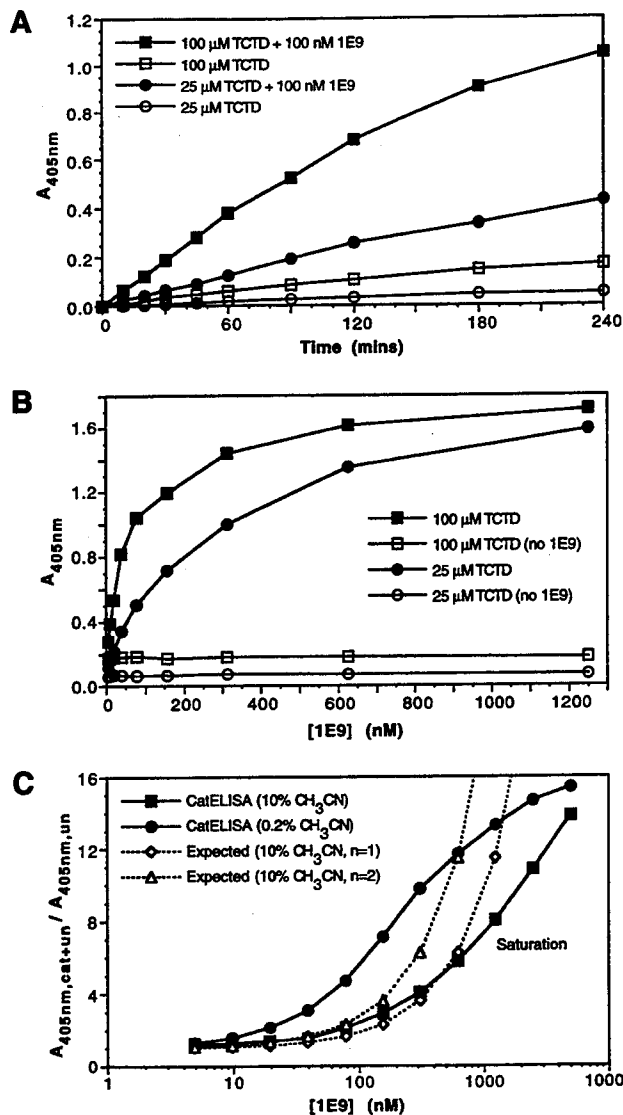 A
1.2
1.0
0.8
0.6
0.4
0.2
0.0
A405nm
100 µM TCTD + 100 nM 1E9
100 µM TCTD
25 µM TCTD + 100 nM 1E9
25 µM TCTD
0 60 120 180 240
Time (mins)
B
1.6
1.2
0.8
0.4
0.0
A405nm
100 µM TCTD
100 µM TCTD (no 1E9)
25 µM TCTD
25 µM TCTD (no 1E9)
0 200 400 600 800 1000 1200
[1E9] (nM)
C
16
12
8
4
0
A405nm,cat+un / A405nm,un
CatELISA (10% CH3CN)
CatELISA (0.2% CH3CN)
Expected (10% CH3CN, n=1)
Expected (10% CH3CN, n=2)
Saturation
1 10 100 1000 1000
[1E9] (nM)